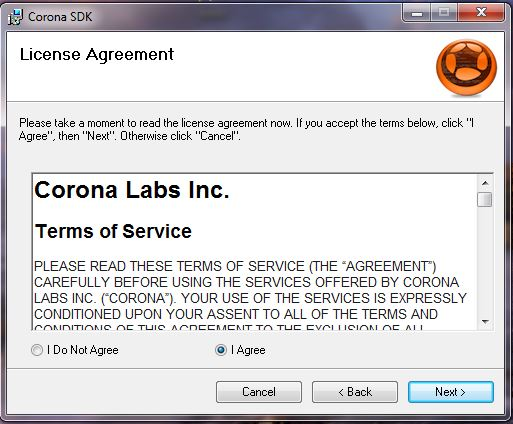 Corona SDK
License Agreement
Please take a moment to read the license agreement now. If you accept the terms below, click "I
Agree", then "Next". Otherwise click "Cancel".
Corona Labs Inc.
Terms of Service
PLEASE READ THESE TERMS OF SERVICE (THE “AGREEMENT”)
CAREFULLY BEFORE USING THE SERVICES OFFERED BY CORONA
LABS INC. (“CORONA”). YOUR USE OF THE SERVICES IS EXPRESSLY
CONDITIONED UPON YOUR ASSENT TO ALL OF THE TERMS AND
CONDITIONS OF THIS AGREEMENT TO THE EXCLUSION OF ALL
I Do Not Agree
I Agree
Cancel
< Back
Next >